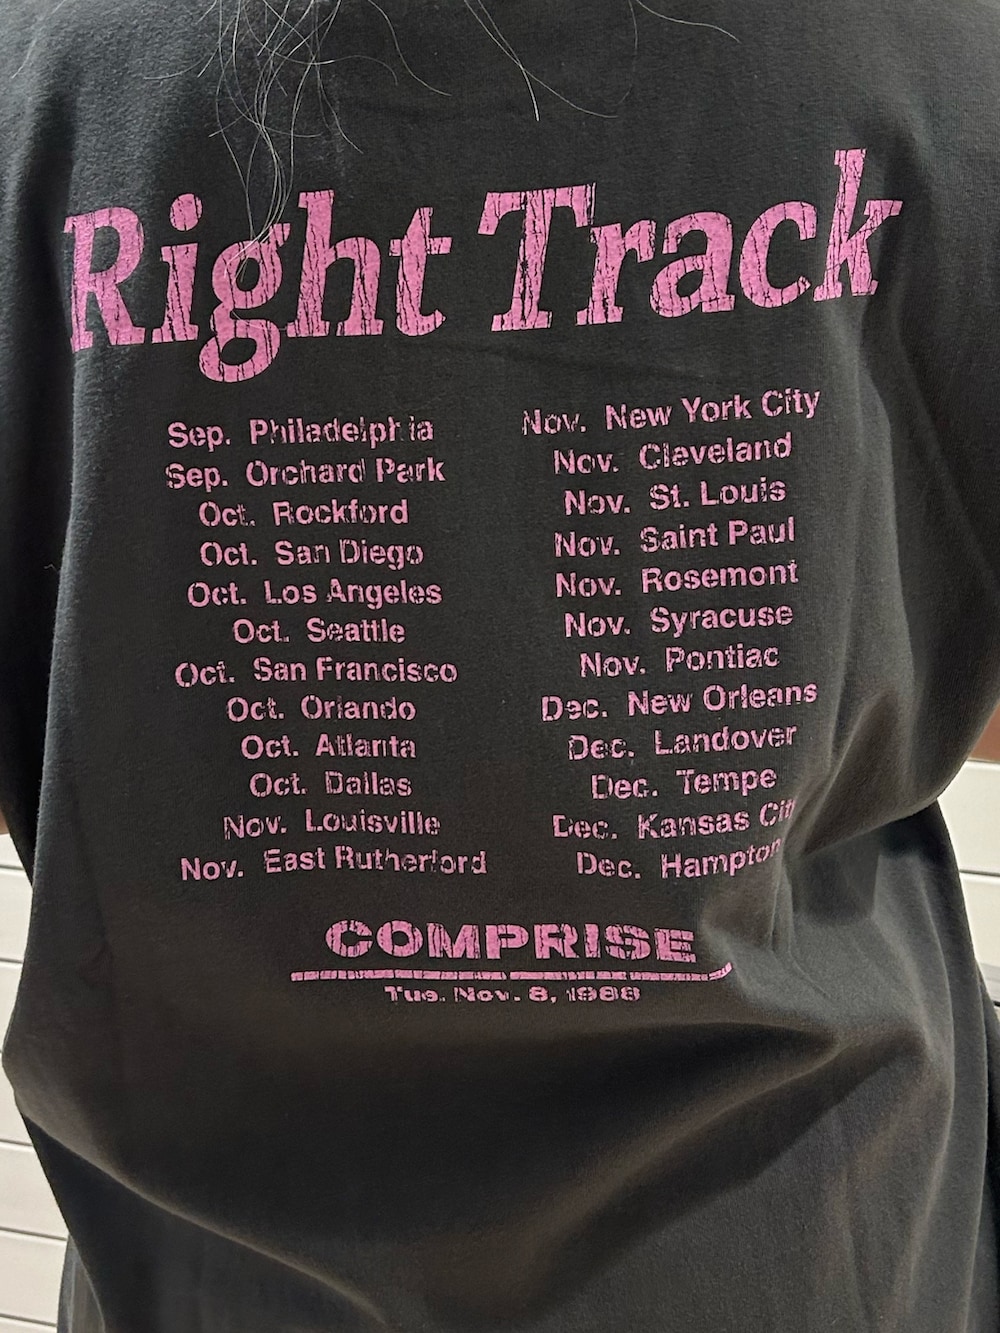 Right Track
Sep. Philadelphia
Sep. Orchard Park
Oct. Rockford
Oct. San Diego
Oct. Los Angeles
Oct. Seattle
Oct. San Francisco
Oct. Orlando
Oct. Atlanta
Oct. Dallas
Nov. Louisville
Nov. East Rutherford
Nov. New York City
Nov. Cleveland
Nov. St. Louis
Nov. Saint Paul
Nov. Rosemont
Nov. Syracuse
Nov. Pontiac
Dec. New Orleans
Dec. Landover
Dec. Tempe
Dec. Kansas City
Dec. Hampton
COMPRISE
Tue. Nov. 8, 1988